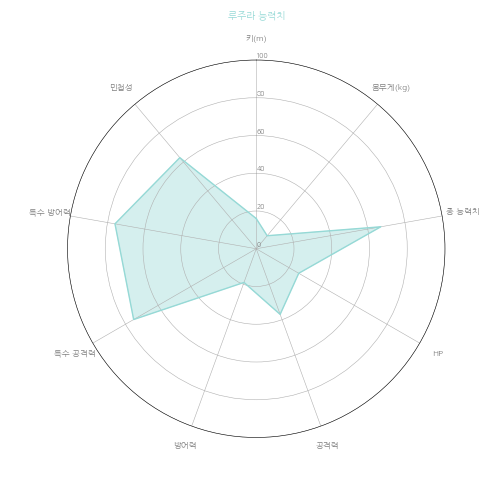 루주라 능력치
키(m)
몸무게(kg)
총 능력치
HP
공격력
방어력
특수 공격력
특수 방어력
민첩성
100
80
60
40
20
0